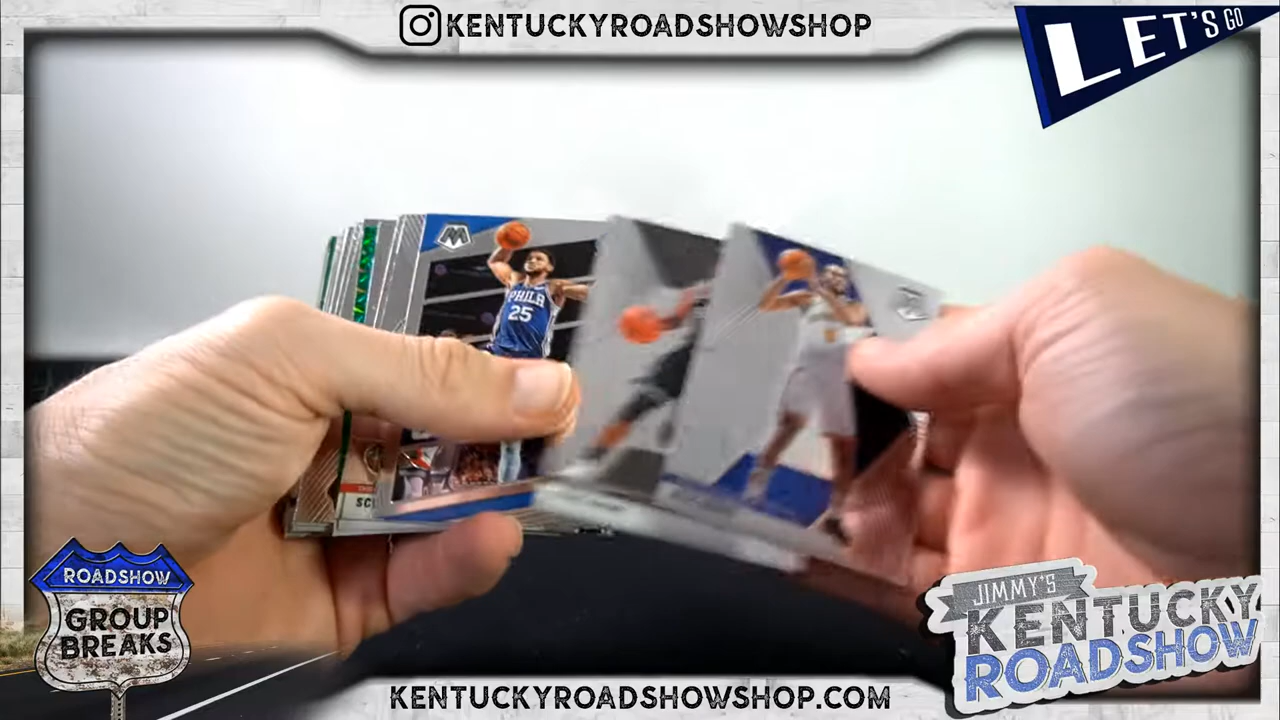 KENTUCKYROADSHOWSHOP
LET'S GO
PHILA
25
ROADSHOW
GROUP
BREAKS
JIMMY'S
KENTUCKY
ROADSHOW
KENTUCKYROADSHOWSHOP.COM